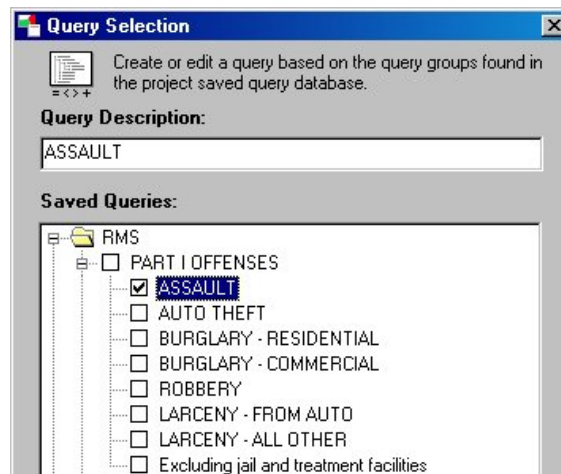 Query Selection
Create or edit a query based on the query groups found in
the project saved query database.
= < > +
Query Description:
ASSAULT
Saved Queries:
RMS
PART I OFFENSES
ASSAULT
AUTO THEFT
BURGLARY - RESIDENTIAL
BURGLARY - COMMERCIAL
ROBBERY
LARCENY - FROM AUTO
LARCENY - ALL OTHER
Excluding jail and treatment facilities